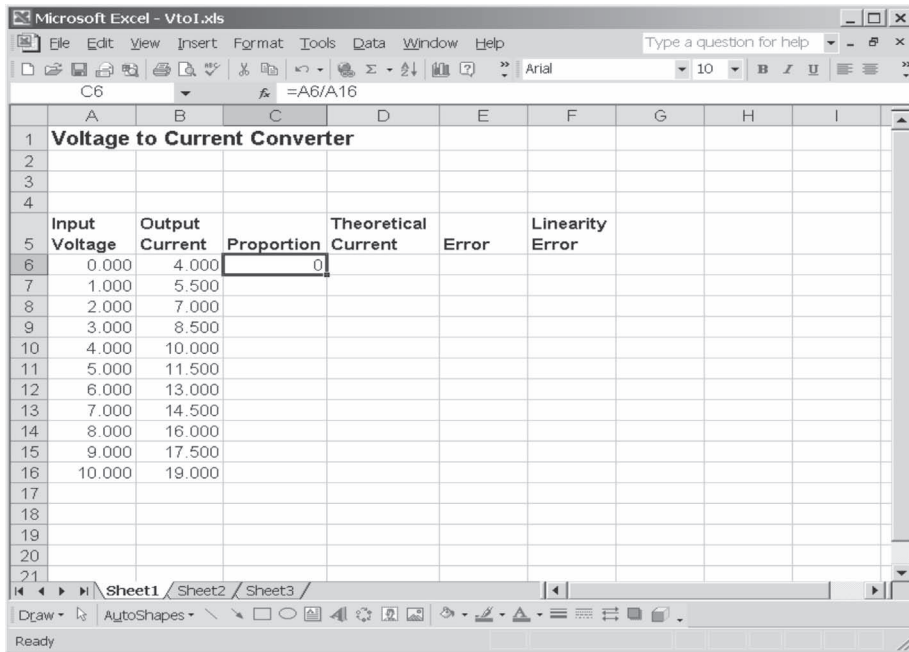 Microsoft Excel - VtoI.xls
File Edit View Insert Format Tools Data Window Help Type a question for help
Arial 10 B I U
C6 fx =A6/A16
A B C D E F G H I
1 Voltage to Current Converter
2
3
4
Input Output Theoretical Linearity
5 Voltage Current Proportion Current Error Error
6 0.000 4.000 0
7 1.000 5.500
8 2.000 7.000
9 3.000 8.500
10 4.000 10.000
11 5.000 11.500
12 6.000 13.000
13 7.000 14.500
14 8.000 16.000
15 9.000 17.500
16 10.000 19.000
17
18
19
20
21
Sheet1 / Sheet2 / Sheet3 /
Draw AutoShapes
Ready